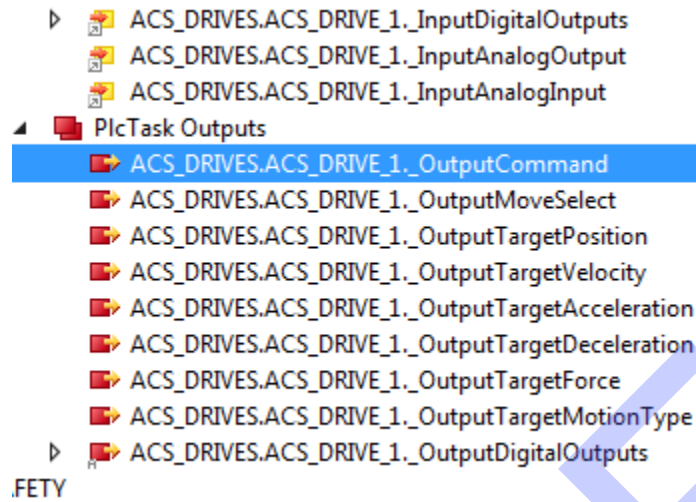 ACS_DRIVES.ACS_DRIVE_1._InputDigitalOutputs
ACS_DRIVES.ACS_DRIVE_1._InputAnalogOutput
ACS_DRIVES.ACS_DRIVE_1._InputAnalogInput
PlcTask Outputs
ACS_DRIVES.ACS_DRIVE_1._OutputCommand
ACS_DRIVES.ACS_DRIVE_1._OutputMoveSelect
ACS_DRIVES.ACS_DRIVE_1._OutputTargetPosition
ACS_DRIVES.ACS_DRIVE_1._OutputTargetVelocity
ACS_DRIVES.ACS_DRIVE_1._OutputTargetAcceleration
ACS_DRIVES.ACS_DRIVE_1._OutputTargetDeceleration
ACS_DRIVES.ACS_DRIVE_1._OutputTargetForce
ACS_DRIVES.ACS_DRIVE_1._OutputTargetMotionType
ACS_DRIVES.ACS_DRIVE_1._OutputDigitalOutputs
.FETY